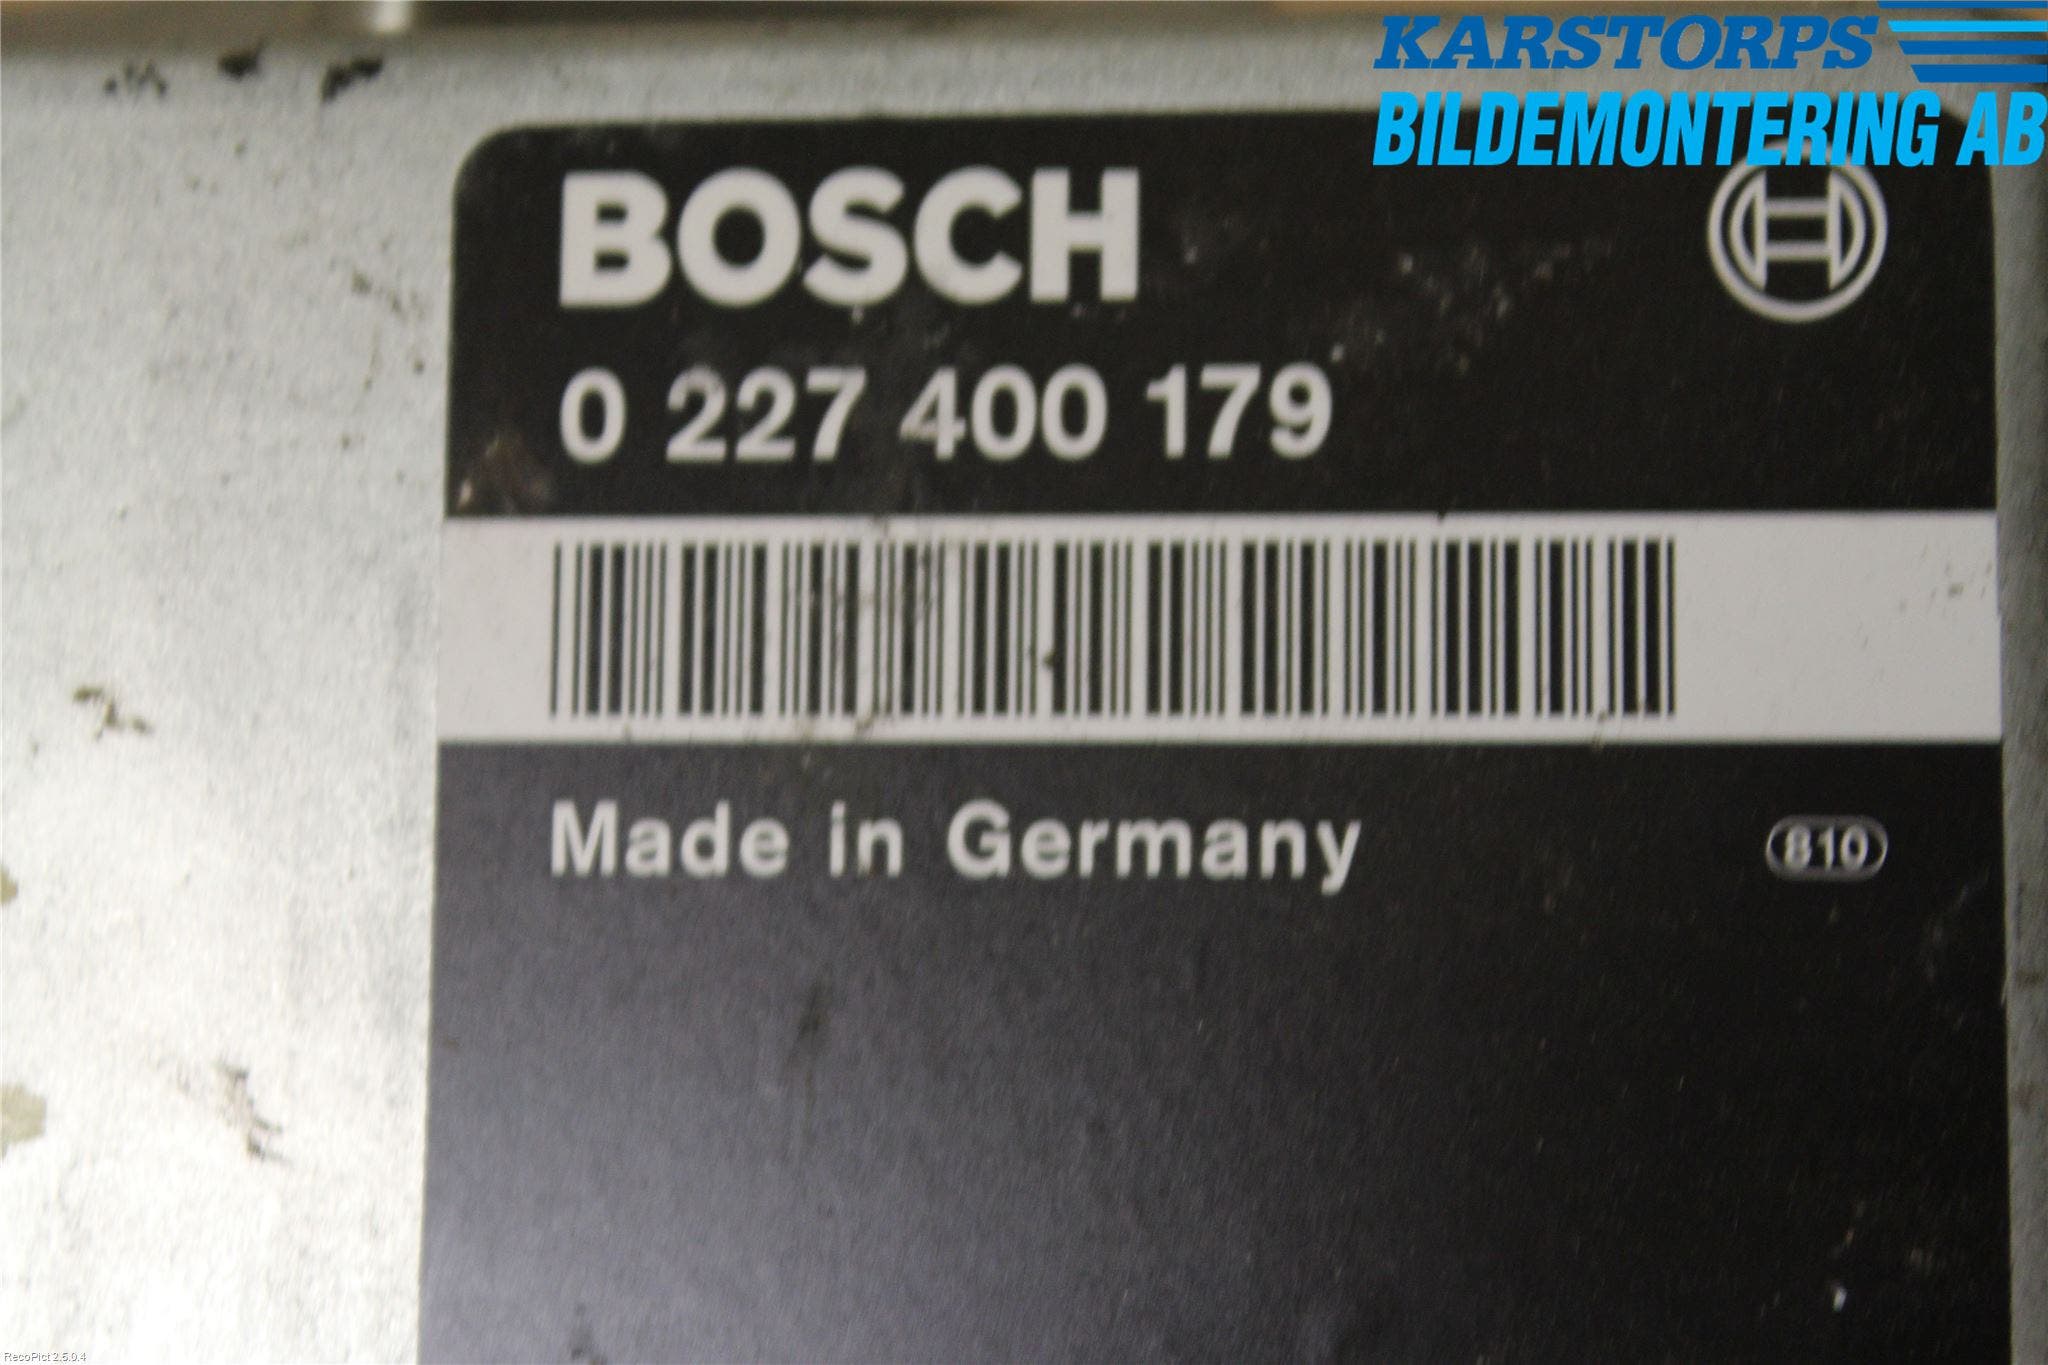 KARSTORPS
BILDEMONTERING AB
BOSCH
0 227 400 179
Made in Germany
810
RecoPict 2.5.0.4